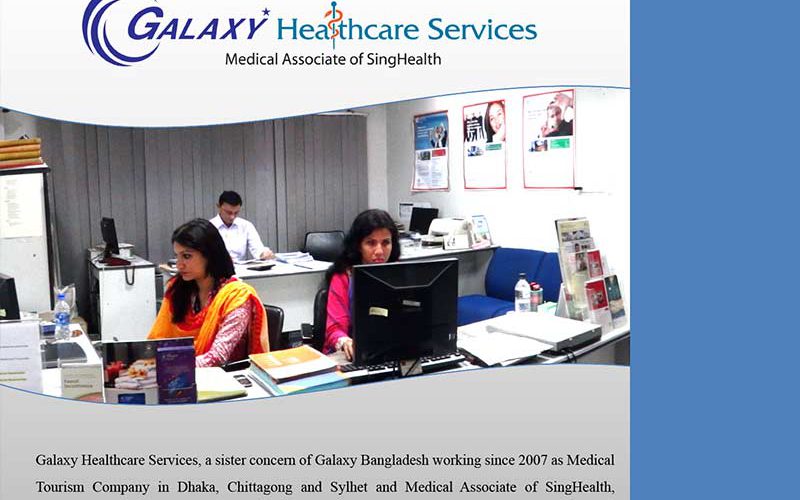 GALAXY Healthcare Services
Medical Associate of SingHealth
Galaxy Healthcare Services, a sister concern of Galaxy Bangladesh working since 2007 as Medical
Tourism Company in Dhaka, Chittagong and Sylhet and Medical Associate of SingHealth,